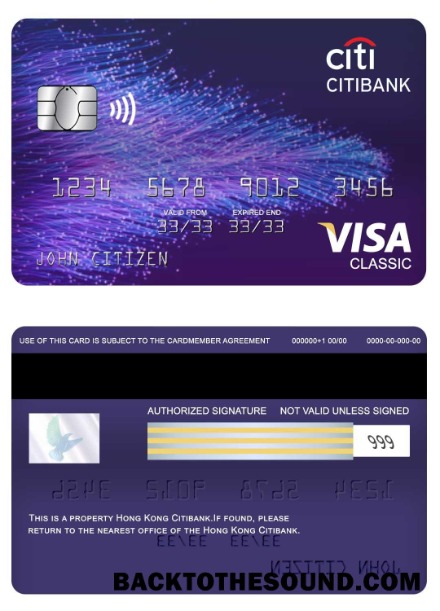 citi
CITIBANK
1234 5678 9012 3456
VALID FROM EXPIRED END
33/33 33/33
JOHN CITIZEN
VISA
CLASSIC
USE OF THIS CARD IS SUBJECT TO THE CARDMEMBER AGREEMENT 000000+1 00/00 0000-00-000-00
AUTHORIZED SIGNATURE NOT VALID UNLESS SIGNED
999
THIS IS A PROPERTY HONG KONG CITIBANK.IF FOUND, PLEASE
RETURN TO THE NEAREST OFFICE OF THE HONG KONG CITIBANK.
BACKTOTHESOUND.COM